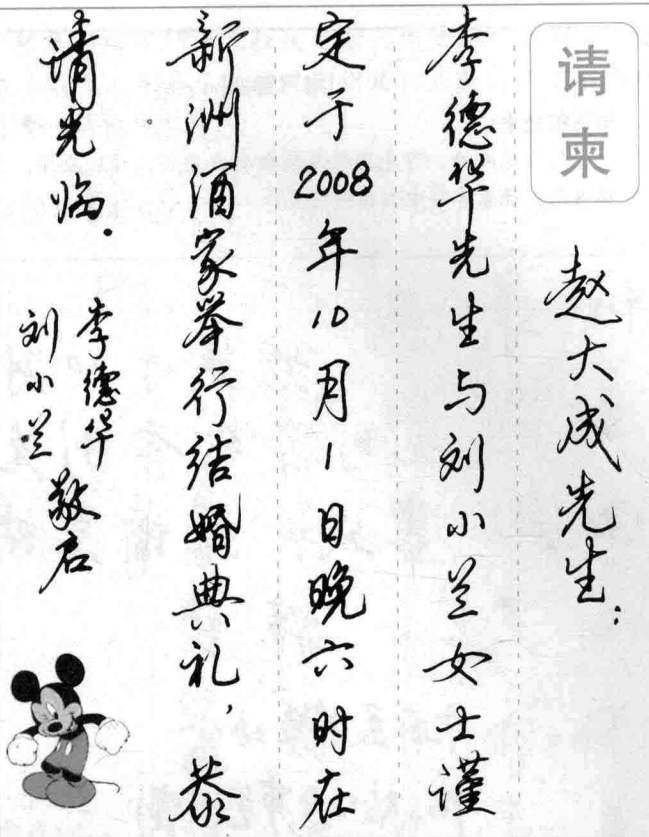 请柬
赵大成先生：
李德华先生与刘小兰女士谨
定于2008年10月1日晚六时在
新洲酒家举行结婚典礼，恭
请光临。
李德华
刘小兰 敬启